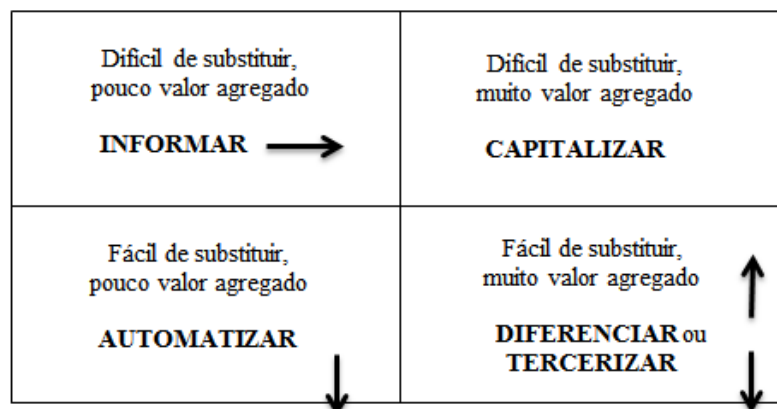 Difícil de substituir,
pouco valor agregado
INFORMAR
Difícil de substituir,
muito valor agregado
CAPITALIZAR
Fácil de substituir,
pouco valor agregado
AUTOMATIZAR
Fácil de substituir,
muito valor agregado
DIFERENCIAR ou
TERCERIZAR